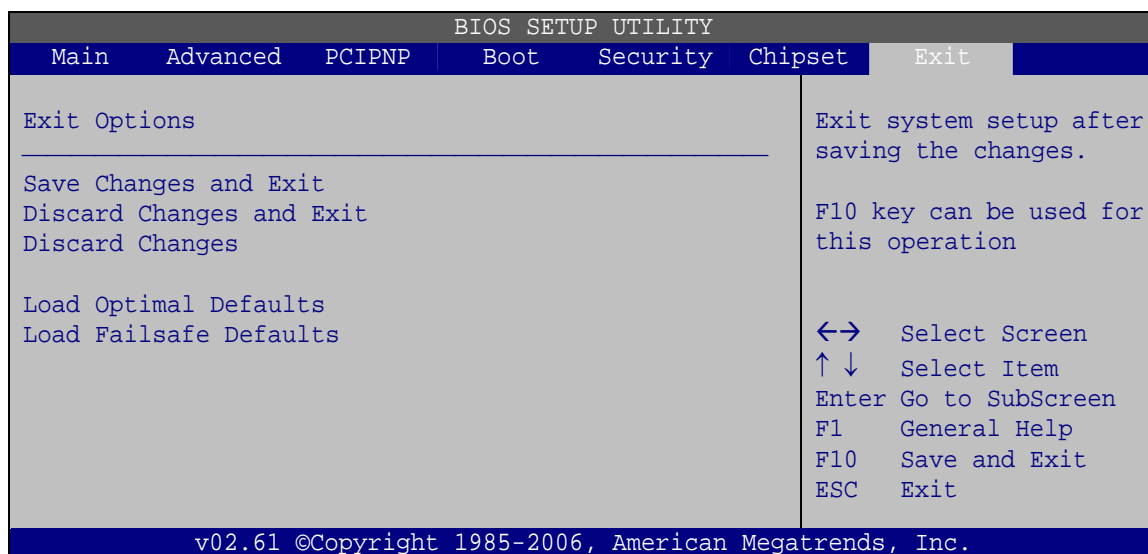 BIOS SETUP UTILITY
Main Advanced PCIPNP Boot Security Chipset Exit
Exit Options
Save Changes and Exit
Discard Changes and Exit
Discard Changes
Load Optimal Defaults
Load Failsafe Defaults
Exit system setup after
saving the changes.
F10 key can be used for
this operation
←→ Select Screen
↑ ↓ Select Item
Enter Go to SubScreen
F1 General Help
F10 Save and Exit
ESC Exit
v02.61 ©Copyright 1985-2006, American Megatrends, Inc.